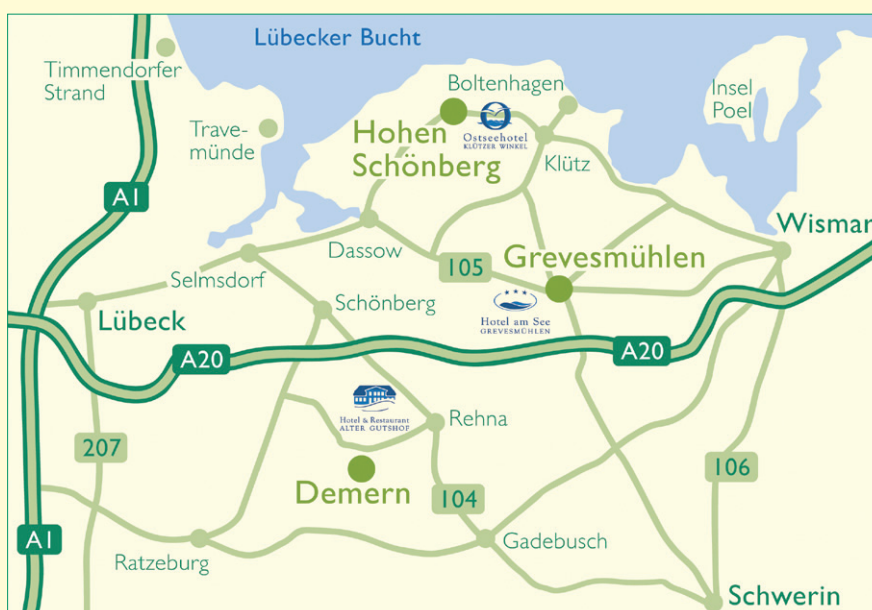 Lübecker Bucht
Timmendorfer
Strand
Boltenhagen
Insel
Poel
Trave-
münde
Hohen
Schönberg
Ostseehotel
KLÜTZER WINKEL
Klütz
A1
Wismar
Dassow
105
Grevesmühlen
Selmsdorf
Schönberg
Hotel am See
GREVESMÜHLEN
Lübeck
A20
A20
Hotel & Restaurant
ALTER GUTSHOF
Rehna
207
106
Demern
104
A1
Ratzeburg
Gadebusch
Schwerin